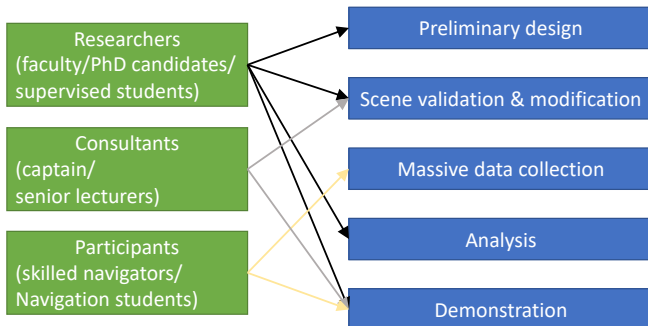 Researchers
(faculty/PhD candidates/
supervised students)
Consultants
(captain/
senior lecturers)
Participants
(skilled navigators/
Navigation students)
Preliminary design
Scene validation & modification
Massive data collection
Analysis
Demonstration